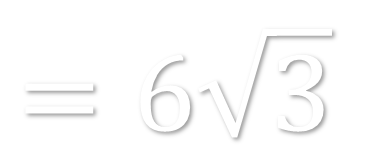 = 6√3